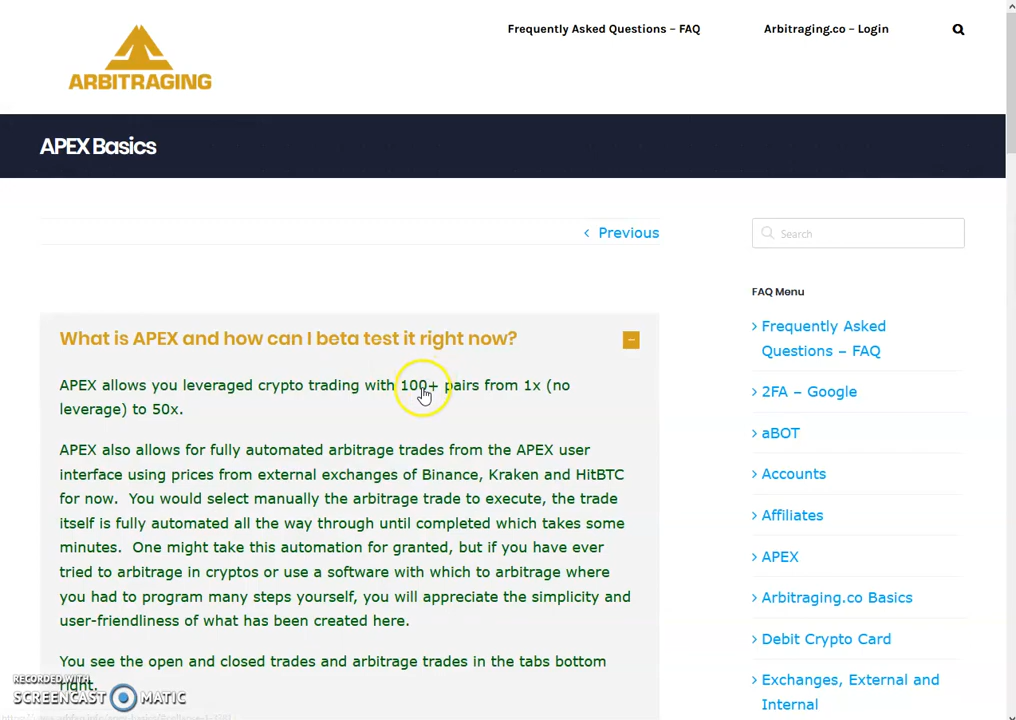 Frequently Asked Questions – FAQ
Arbitraging.co – Login
ARBITRAGING
APEX Basics
Previous
Search
FAQ Menu
What is APEX and how can I beta test it right now?
APEX allows you leveraged crypto trading with 100+ pairs from 1x (no
leverage) to 50x.
APEX also allows for fully automated arbitrage trades from the APEX user
interface using prices from external exchanges of Binance, Kraken and HitBTC
for now. You would select manually the arbitrage trade to execute, the trade
itself is fully automated all the way through until completed which takes some
minutes. One might take this automation for granted, but if you have ever
tried to arbitrage in cryptos or use a software with which to arbitrage where
you had to program many steps yourself, you will appreciate the simplicity and
user-friendliness of what has been created here.
You see the open and closed trades and arbitrage trades in the tabs bottom
right.
Frequently Asked
Questions – FAQ
2FA – Google
aBOT
Accounts
Affiliates
APEX
Arbitraging.co Basics
Debit Crypto Card
Exchanges, External and
Internal
RECORDED WITH
SCREENCAST MATIC